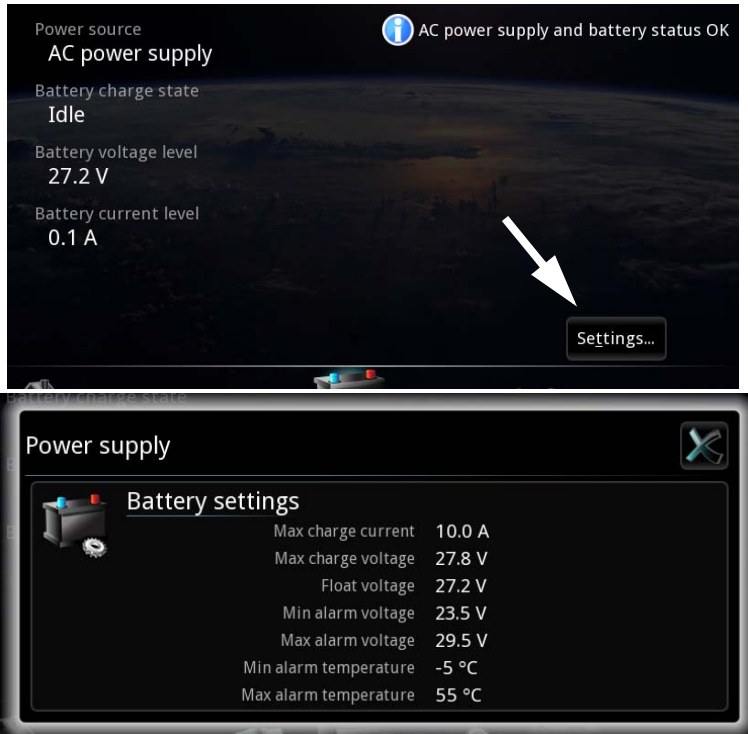 Power source
AC power supply
AC power supply and battery status OK
Battery charge state
Idle
Battery voltage level
27.2 V
Battery current level
0.1 A
Settings...
Battery charge state
Power supply
Battery settings
Max charge current 10.0 A
Max charge voltage 27.8 V
Float voltage 27.2 V
Min alarm voltage 23.5 V
Max alarm voltage 29.5 V
Min alarm temperature -5 °C
Max alarm temperature 55 °C